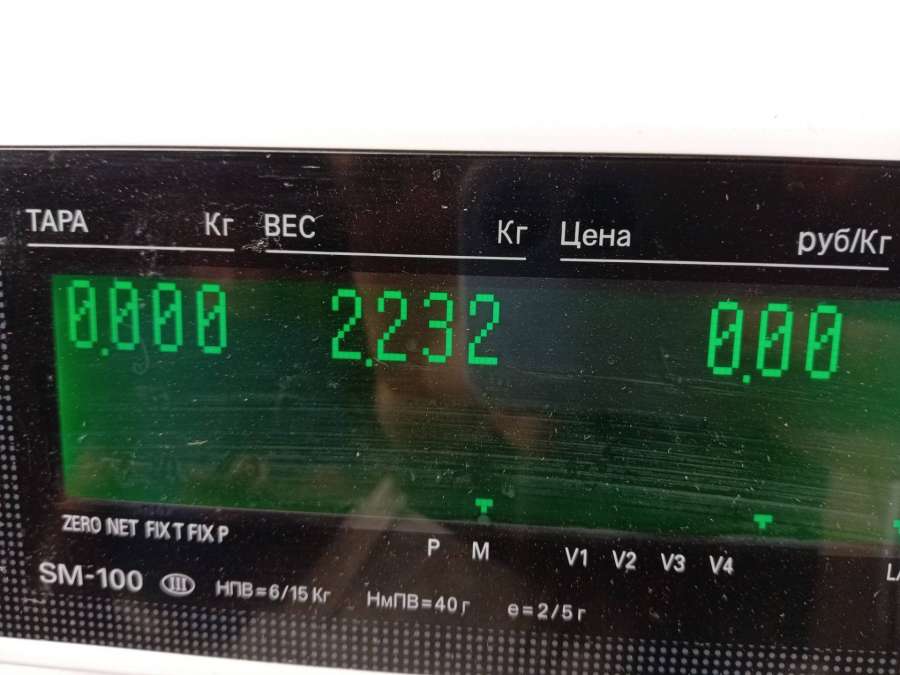 ТАРА Кг ВЕС Кг Цена руб/Кг
0.000 2.232 0.00
ZERO NET FIX T FIX P
P M V1 V2 V3 V4
SM-100 III НПВ=6/15 Кг НмПВ=40 г e=2/5 г